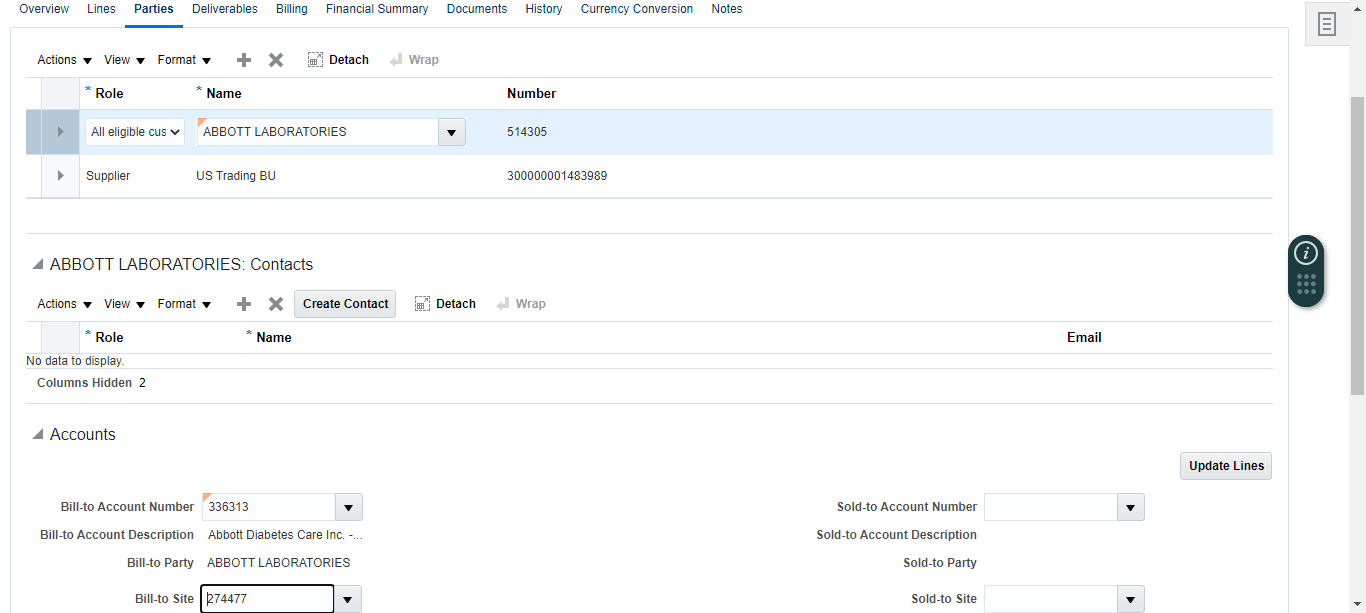 Overview Lines Parties Deliverables Billing Financial Summary Documents History Currency Conversion Notes
Actions View Format Detach Wrap
* Role * Name Number
All eligible cus ABBOTT LABORATORIES 514305
Supplier US Trading BU 300000001483989
ABBOTT LABORATORIES: Contacts
Actions View Format Create Contact Detach Wrap
* Role * Name Email
No data to display.
Columns Hidden 2
Accounts
Update Lines
Bill-to Account Number 336313 Sold-to Account Number
Bill-to Account Description Abbott Diabetes Care Inc. -... Sold-to Account Description
Bill-to Party ABBOTT LABORATORIES Sold-to Party
Bill-to Site 274477 Sold-to Site